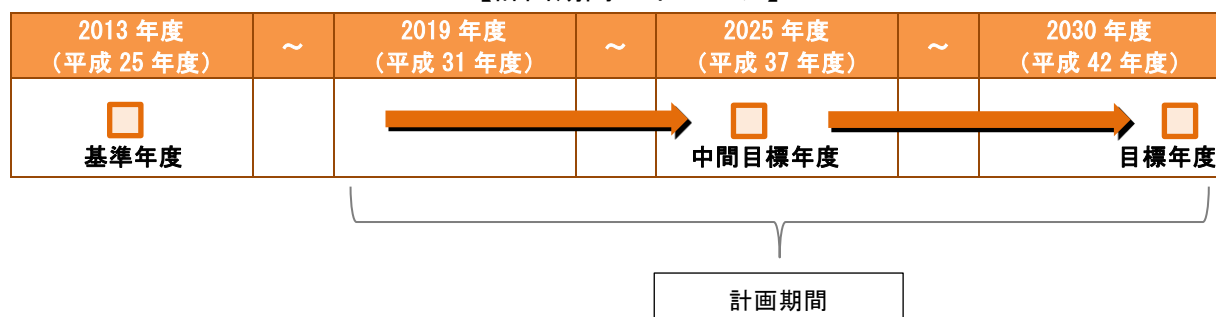 2013 年度
（平成 25 年度）
～
2019 年度
（平成 31 年度）
～
2025 年度
（平成 37 年度）
～
2030 年度
（平成 42 年度）
基準年度
中間目標年度
目標年度
計画期間